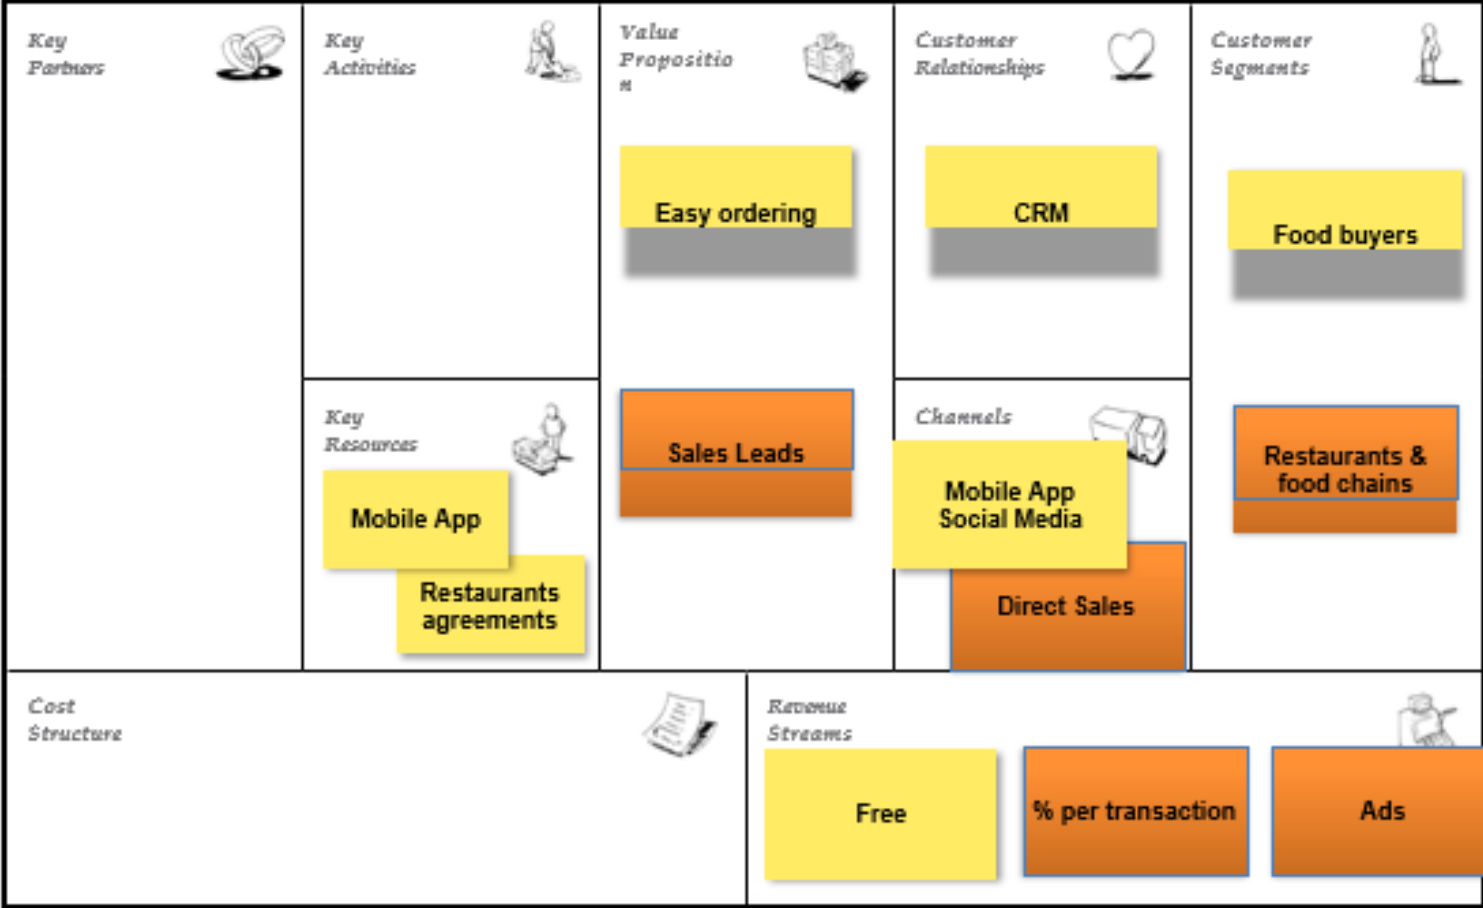 Key
Partners
Key
Activities
Value
Propositio
n
Customer
Relationships
Customer
Segments
Easy ordering
CRM
Food buyers
Key
Resources
Mobile App
Restaurants
agreements
Sales Leads
Channels
Mobile App
Social Media
Direct Sales
Restaurants &
food chains
Cost
Structure
Revenue
Streams
Free
% per transaction
Ads